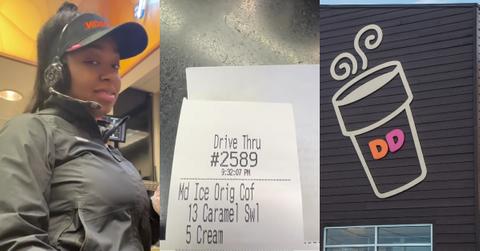 Drive Thru
#2589
9:32:07 PM
Md Ice Orig Cof
13 Caramel Swl
5 Cream
DD